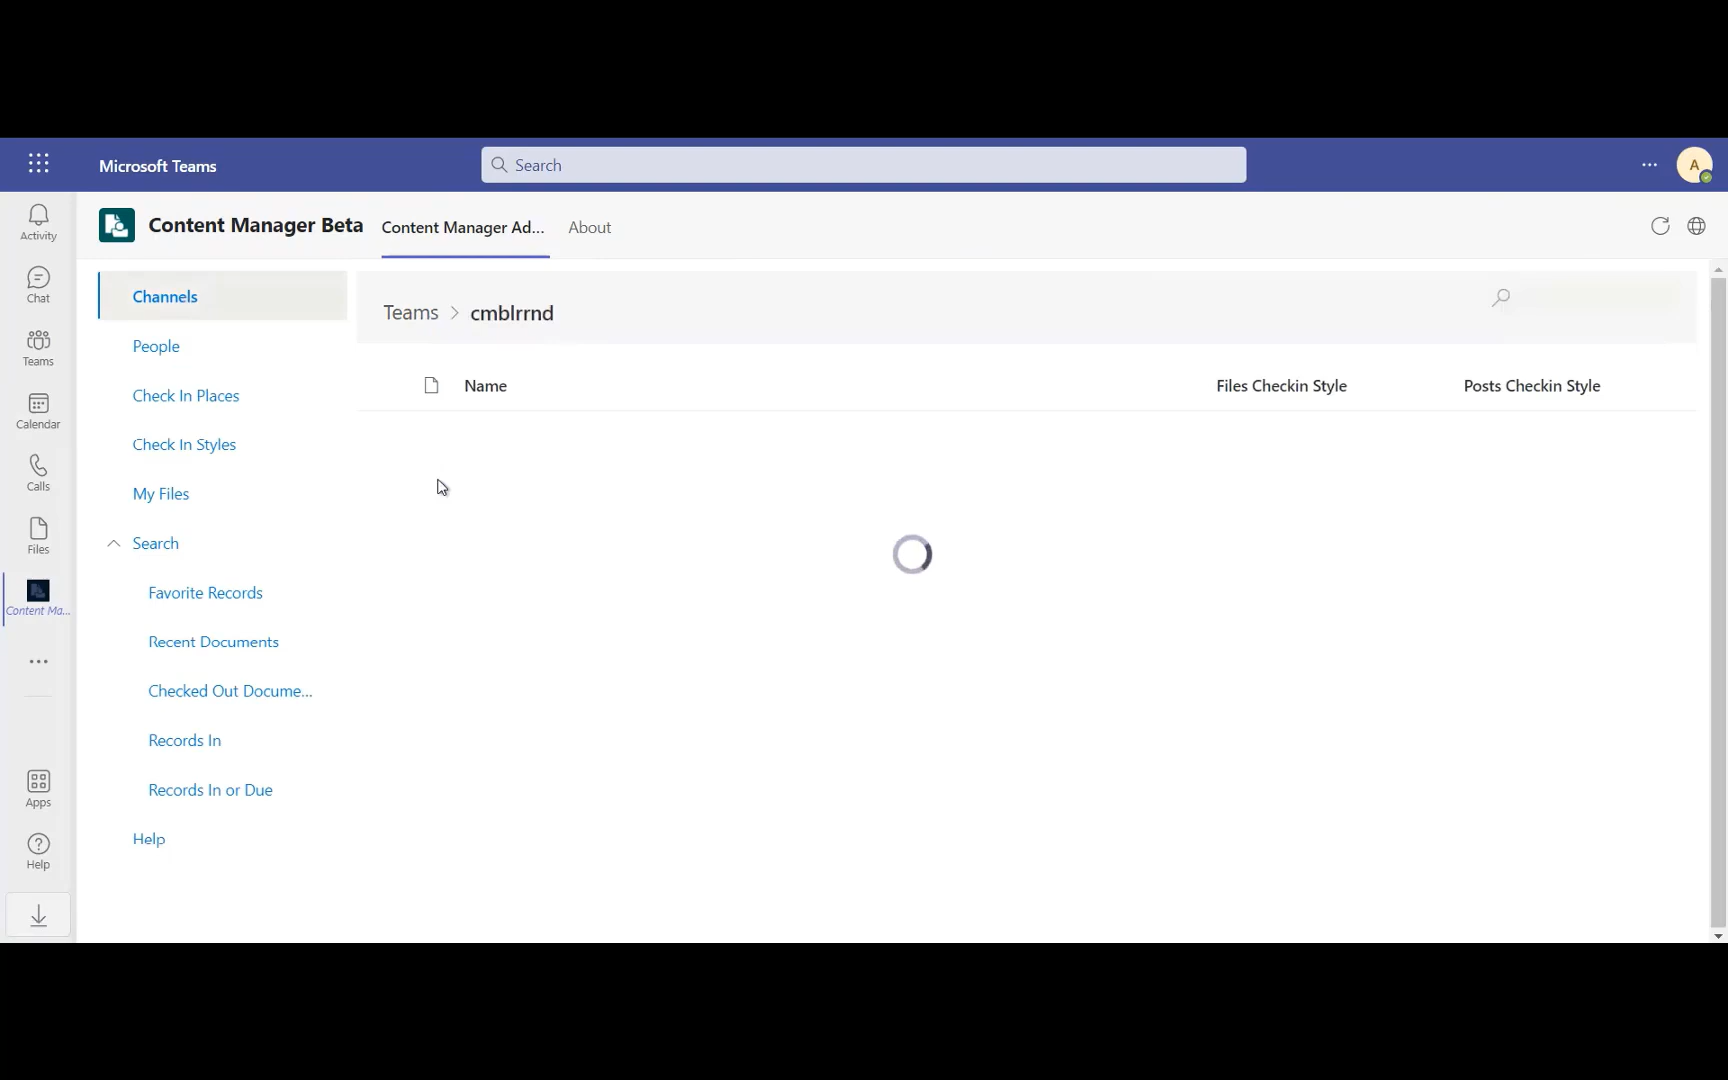 Microsoft Teams
Search
A
Activity
Chat
Teams
Calendar
Calls
Files
Content Ma...
Apps
Help
Content Manager Beta
Content Manager Ad...
About
Channels
People
Check In Places
Check In Styles
My Files
Search
Favorite Records
Recent Documents
Checked Out Docume...
Records In
Records In or Due
Help
Teams > cmblrrnd
Name Files Checkin Style Posts Checkin Style